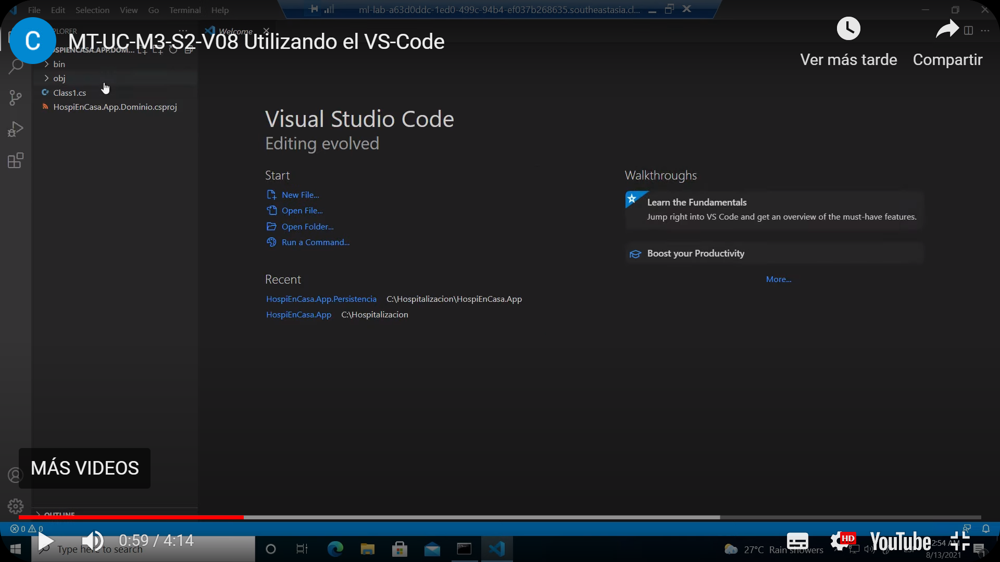 File Edit Selection View Go Terminal Help
ml-lab-a63d0ddc-1ed0-499c-94b4-ef037b268635.southeastasia.cl...
Welcome
C
MT-UC-M3-S2-V08 Utilizando el VS-Code
Ver más tarde Compartir
bin
obj
Class1.cs
HospiEnCasa.App.Dominio.csproj
Visual Studio Code
Editing evolved
Start
New File...
Open File...
Open Folder...
Run a Command...
Walkthroughs
Learn the Fundamentals
Jump right into VS Code and get an overview of the must-have features.
Boost your Productivity
More...
Recent
HospiEnCasa.App.Persistencia C:\Hospitalizacion\HospiEnCasa.App
HospiEnCasa.App C:\Hospitalizacion
MÁS VIDEOS
OUTLINE
0 0
0:59 / 4:14
Type here to search
27°C Rain showers
HD
YouTube
2:54 AM
8/13/2021
1